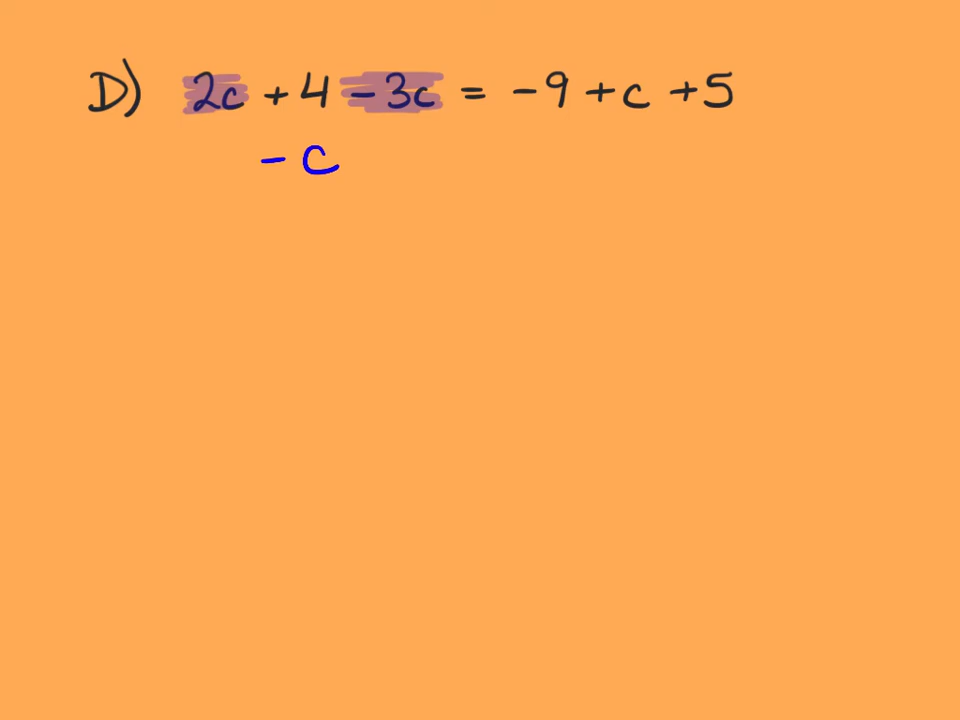 D) 2c + 4 - 3c = -9 + c + 5
- c